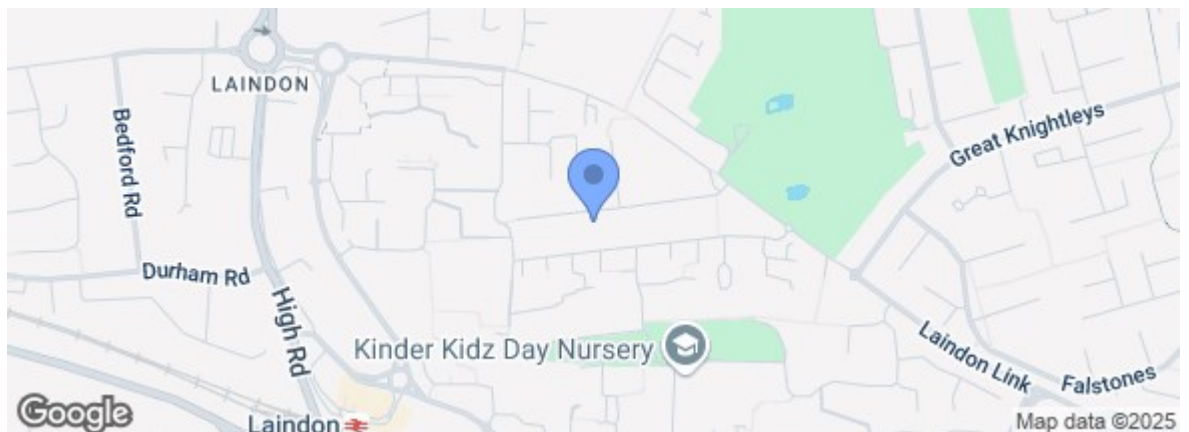 LAINDON
Bedford Rd
Great Knightleys
Durham Rd
High Rd
Kinder Kidz Day Nursery
Laindon Link
Falstones
Laindon
Google
Map data ©2025